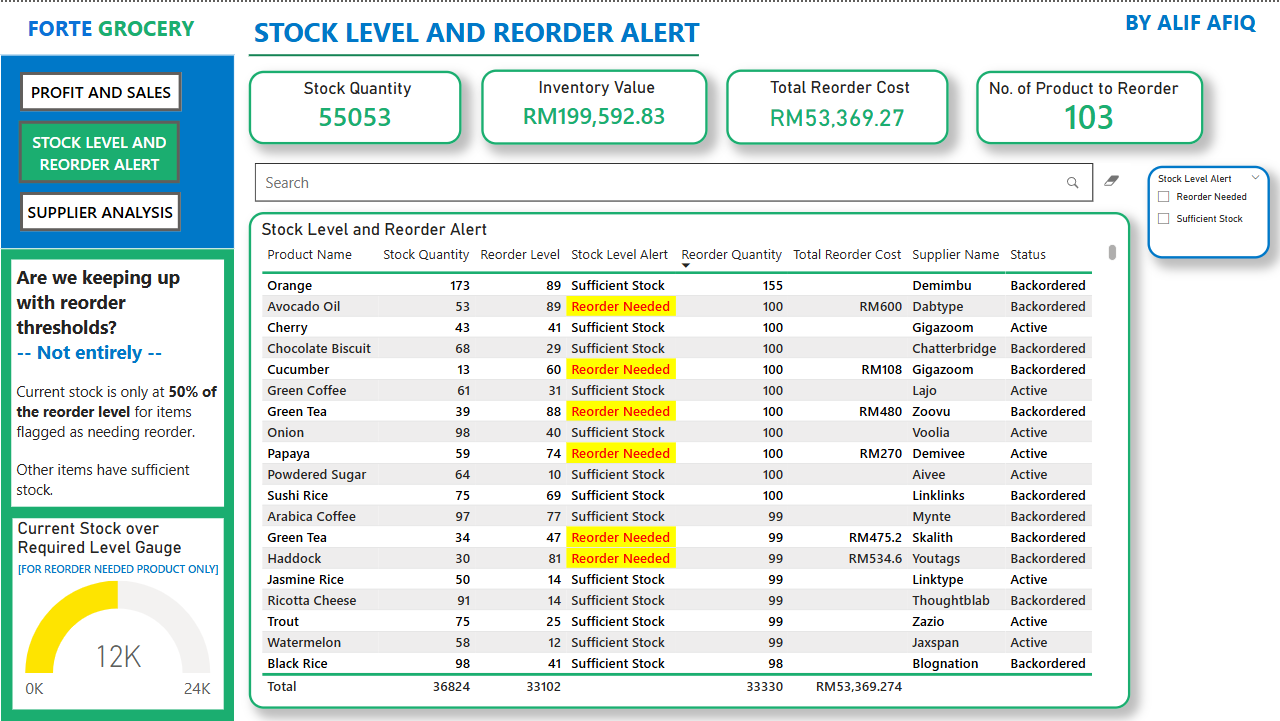 FORTE GROCERY
STOCK LEVEL AND REORDER ALERT
BY ALIF AFIQ
PROFIT AND SALES
STOCK LEVEL AND
REORDER ALERT
SUPPLIER ANALYSIS
Are we keeping up
with reorder
thresholds?
-- Not entirely --
Current stock is only at 50% of
the reorder level for items
flagged as needing reorder.
Other items have sufficient
stock.
Current Stock over
Required Level Gauge
[FOR REORDER NEEDED PRODUCT ONLY]
12K
0K 24K
Stock Quantity
55053
Inventory Value
RM199,592.83
Total Reorder Cost
RM53,369.27
No. of Product to Reorder
103
Search
Stock Level Alert
Reorder Needed
Sufficient Stock
Stock Level and Reorder Alert
Product Name Stock Quantity Reorder Level Stock Level Alert Reorder Quantity Total Reorder Cost Supplier Name Status
Orange 173 89 Sufficient Stock 155 Demimbu Backordered
Avocado Oil 53 89 Reorder Needed 100 RM600 Dabtype Backordered
Cherry 43 41 Sufficient Stock 100 Gigazoom Active
Chocolate Biscuit 68 29 Sufficient Stock 100 Chatterbridge Backordered
Cucumber 13 60 Reorder Needed 100 RM108 Gigazoom Backordered
Green Coffee 61 31 Sufficient Stock 100 Lajo Active
Green Tea 39 88 Reorder Needed 100 RM480 Zoovu Backordered
Onion 98 40 Sufficient Stock 100 Voolia Active
Papaya 59 74 Reorder Needed 100 RM270 Demivee Active
Powdered Sugar 64 10 Sufficient Stock 100 Aivee Active
Sushi Rice 75 69 Sufficient Stock 100 Linklinks Backordered
Arabica Coffee 97 77 Sufficient Stock 99 Mynte Backordered
Green Tea 34 47 Reorder Needed 99 RM475.2 Skalith Backordered
Haddock 30 81 Reorder Needed 99 RM534.6 Youtags Backordered
Jasmine Rice 50 14 Sufficient Stock 99 Linktype Active
Ricotta Cheese 91 14 Sufficient Stock 99 Thoughtblab Backordered
Trout 75 25 Sufficient Stock 99 Zazio Active
Watermelon 58 12 Sufficient Stock 99 Jaxspan Active
Black Rice 98 41 Sufficient Stock 98 Blognation Backordered
Total 36824 33102 33330 RM53,369.274